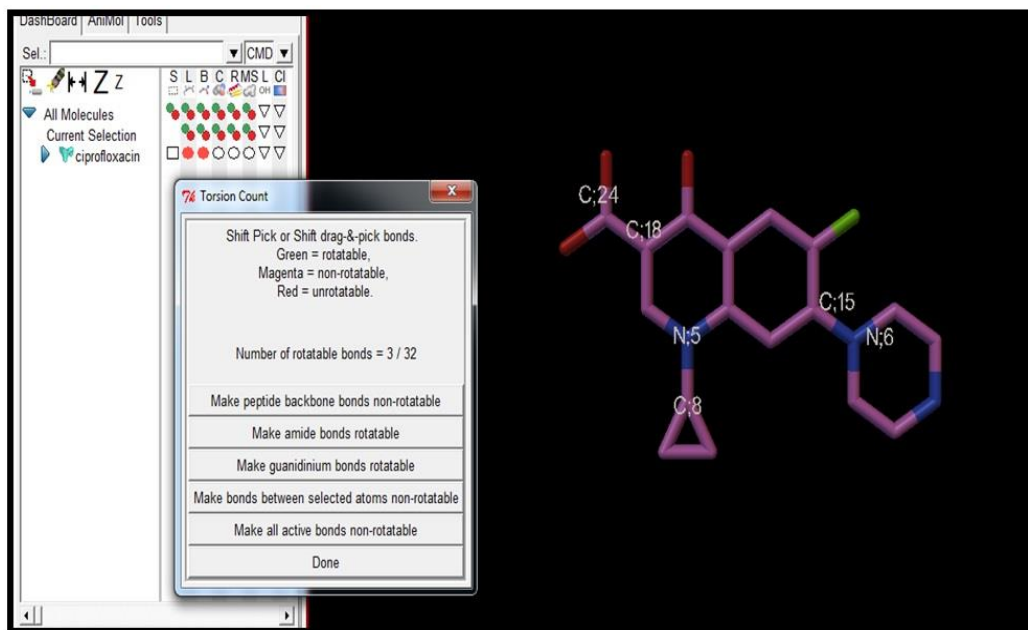 DashBoard AniMol Tools
Sel.: CMD
Z Z S L B C R MS L Cl
OH
All Molecules
Current Selection
ciprofloxacin
Torsion Count
X
Shift Pick or Shift drag-&-pick bonds.
Green = rotatable,
Magenta = non-rotatable,
Red = unrotatable.
Number of rotatable bonds = 3 / 32
Make peptide backbone bonds non-rotatable
Make amide bonds rotatable
Make guanidinium bonds rotatable
Make bonds between selected atoms non-rotatable
Make all active bonds non-rotatable
Done
C;24
C;18
C;15
N;5
N;6
C;8